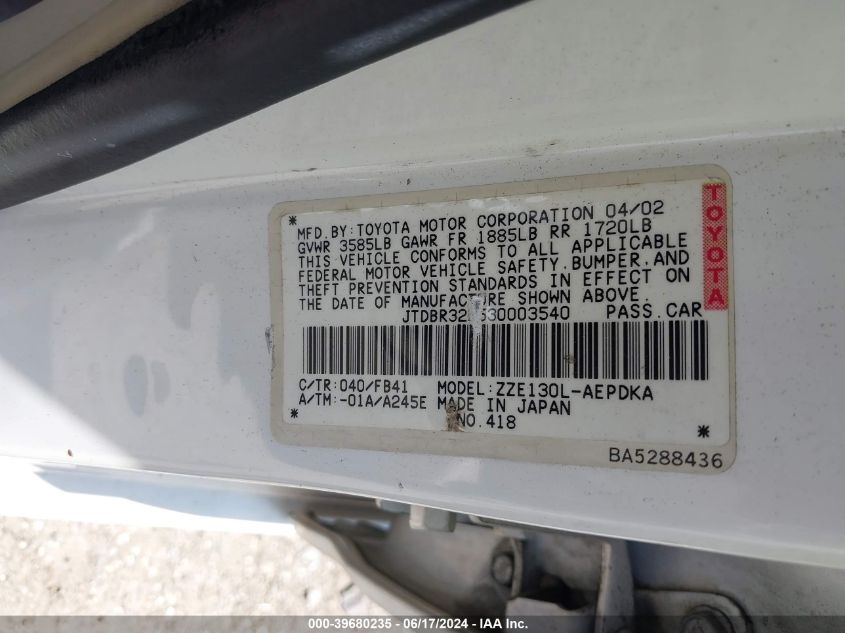 MFD.BY:TOYOTA MOTOR CORPORATION 04/02
GVWR 3585LB GAWR FR 1885LB RR 1720LB
THIS VEHICLE CONFORMS TO ALL APPLICABLE
FEDERAL MOTOR VEHICLE SAFETY,BUMPER,AND
THEFT PREVENTION STANDARDS IN EFFECT ON
THE DATE OF MANUFACTURE SHOWN ABOVE.
PASS.CAR
C/TR:040/FB41 MODEL:ZZE130L-AEPDKA
A/TM:-01A/A245E MADE IN JAPAN
NO.418
BA5288436
TOYOTA
000-39680235 - 06/17/2024 - IAA Inc.